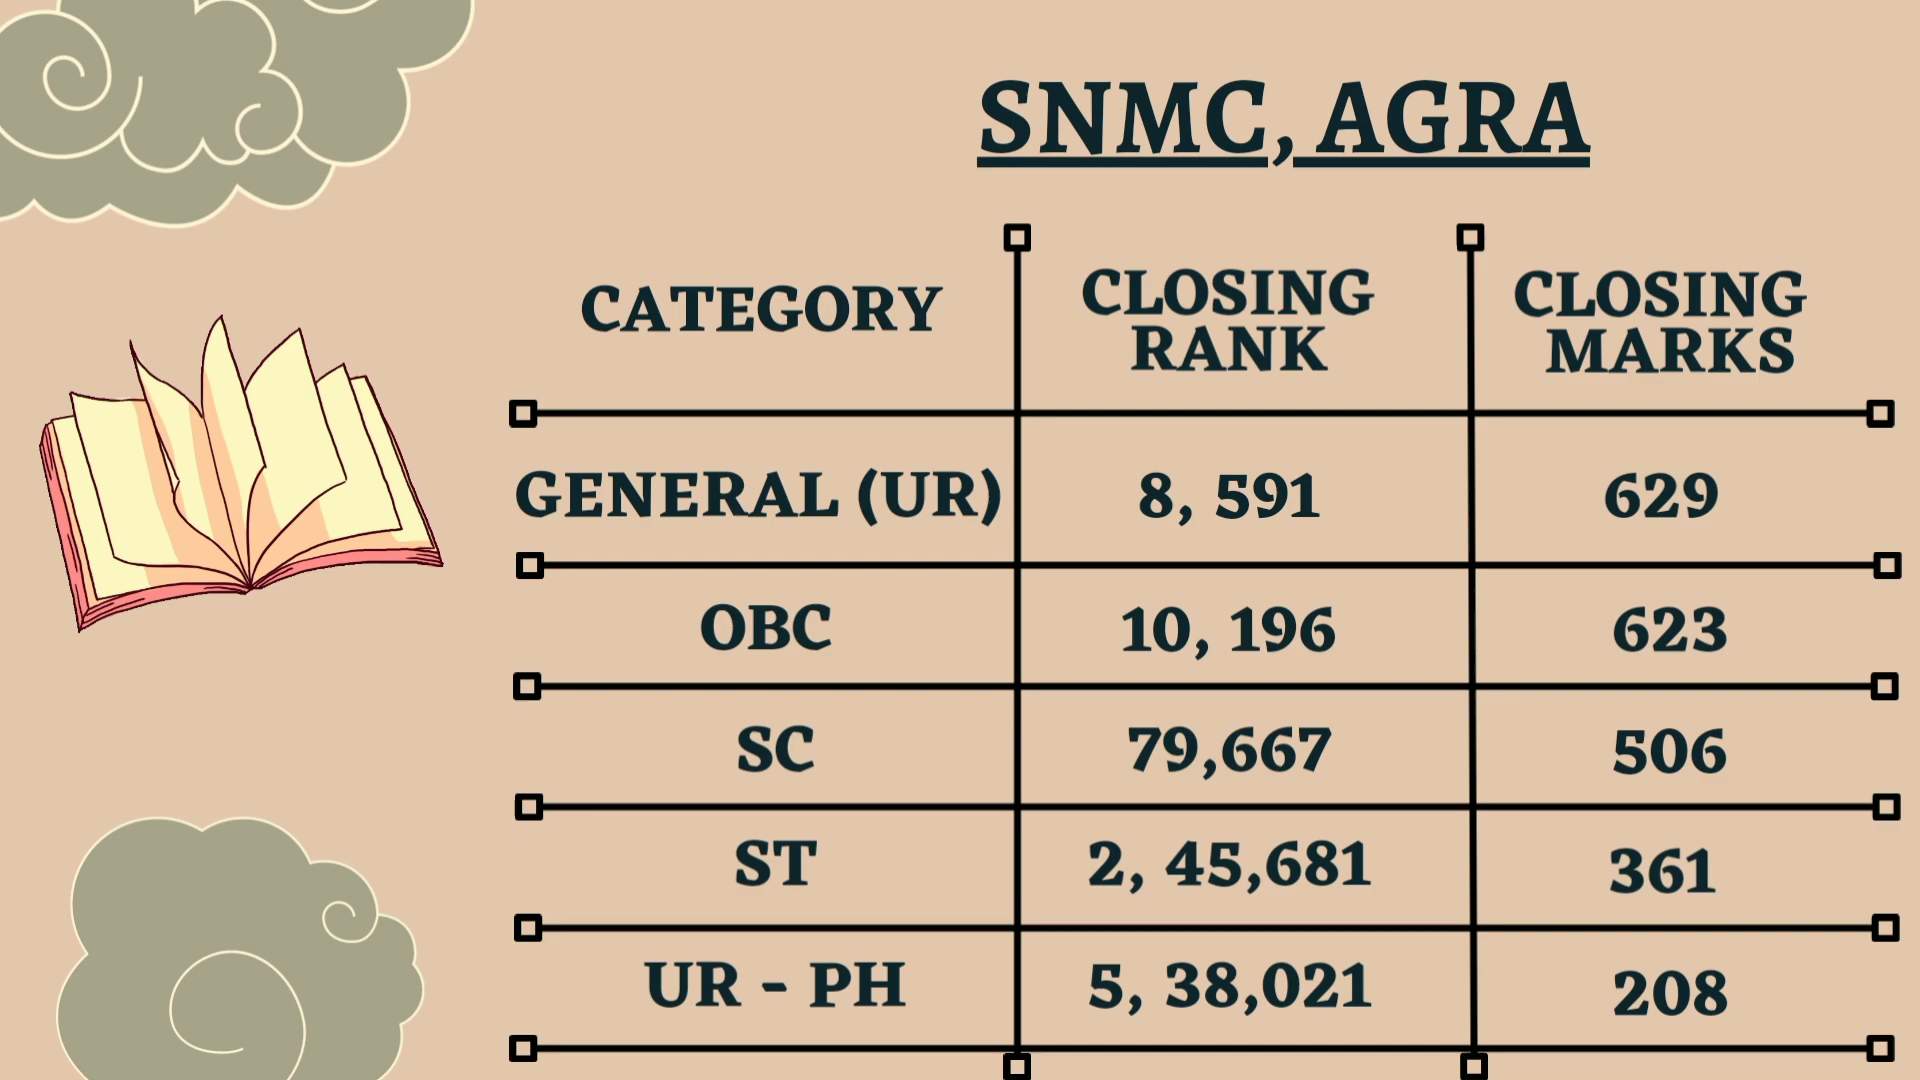 SNMC, AGRA
CATEGORY CLOSING RANK CLOSING MARKS
GENERAL (UR) 8, 591 629
OBC 10, 196 623
SC 79,667 506
ST 2, 45,681 361
UR - PH 5, 38,021 208